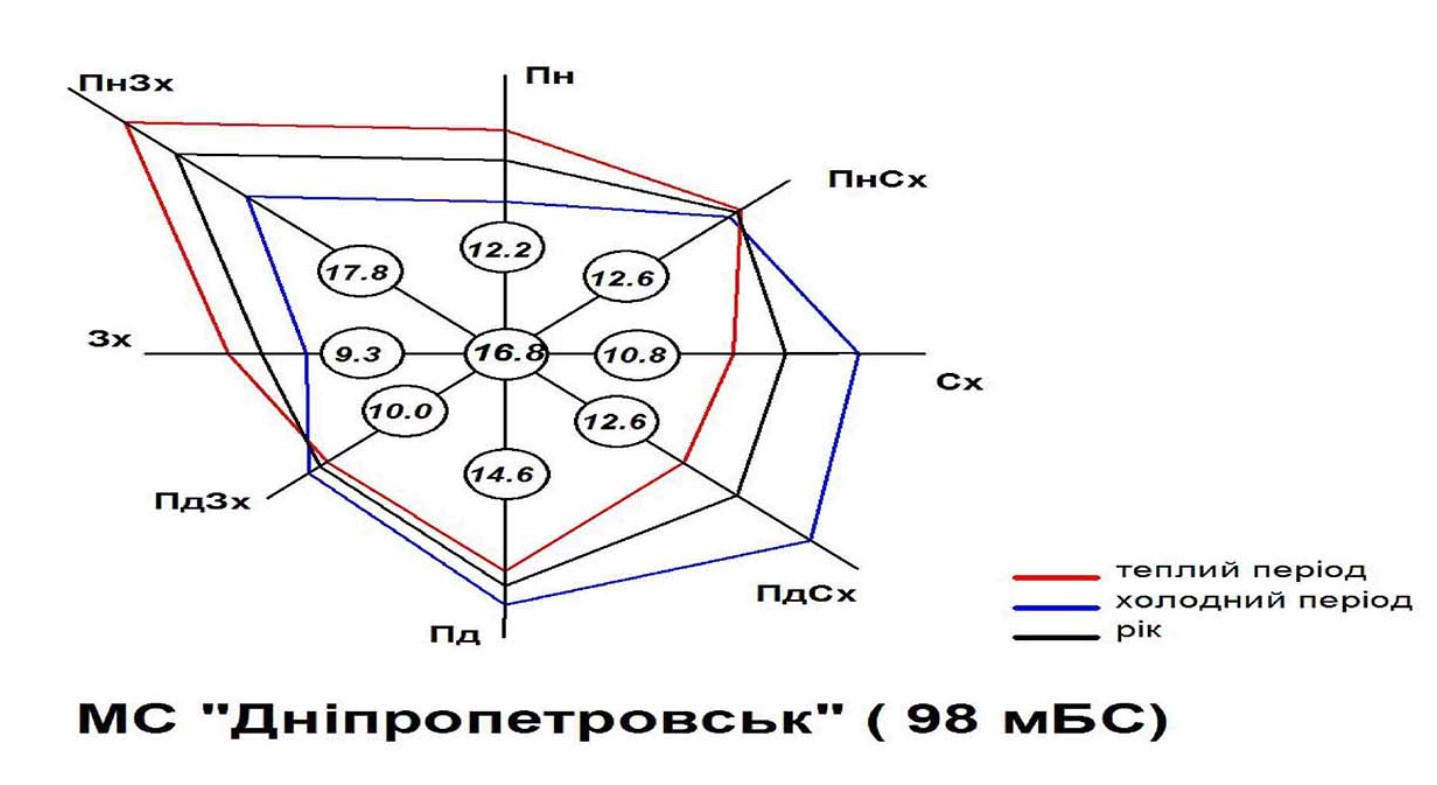 ПнЗх
Пн
ПнСх
12.2
17.8
12.6
Зх
9.3
16.8
10.8
Сх
10.0
12.6
14.6
ПдЗх
ПдСх
Пд
теплий період
холодний період
рік
МС "Дніпропетровськ" ( 98 мБС)